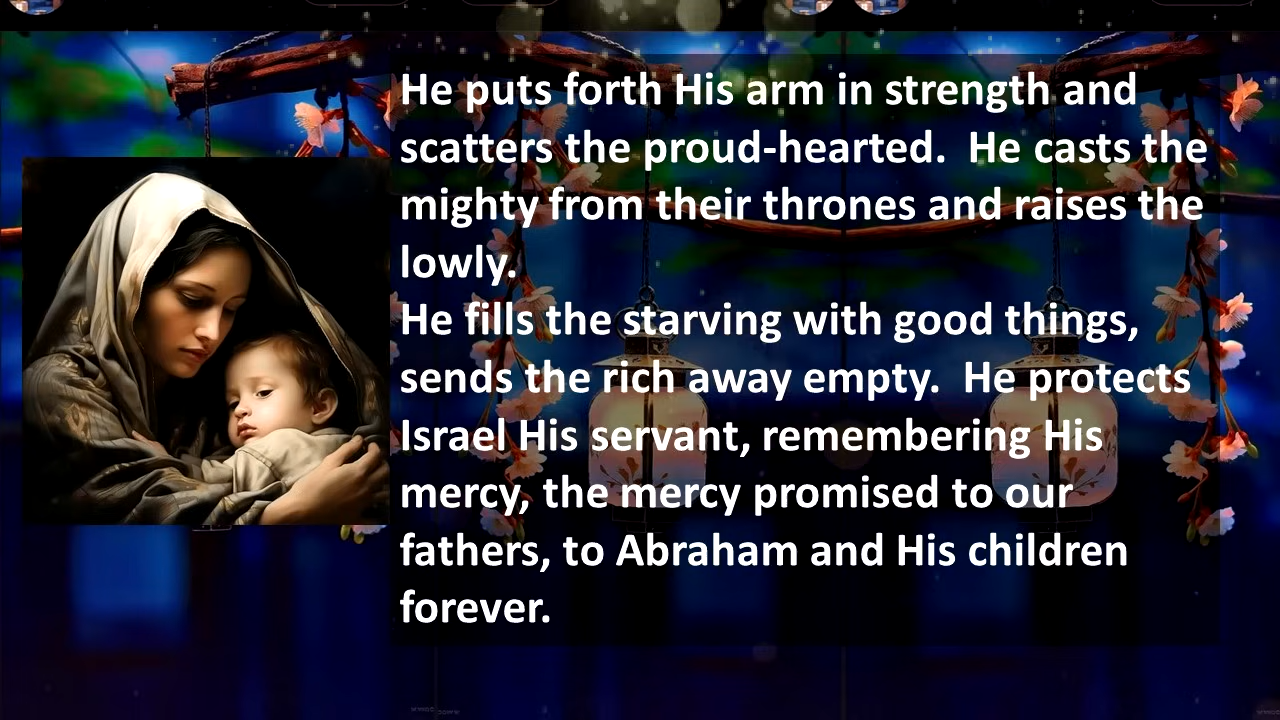 He puts forth His arm in strength and
scatters the proud-hearted.  He casts the
mighty from their thrones and raises the
lowly.
He fills the starving with good things,
sends the rich away empty.  He protects
Israel His servant, remembering His
mercy, the mercy promised to our
fathers, to Abraham and His children
forever.